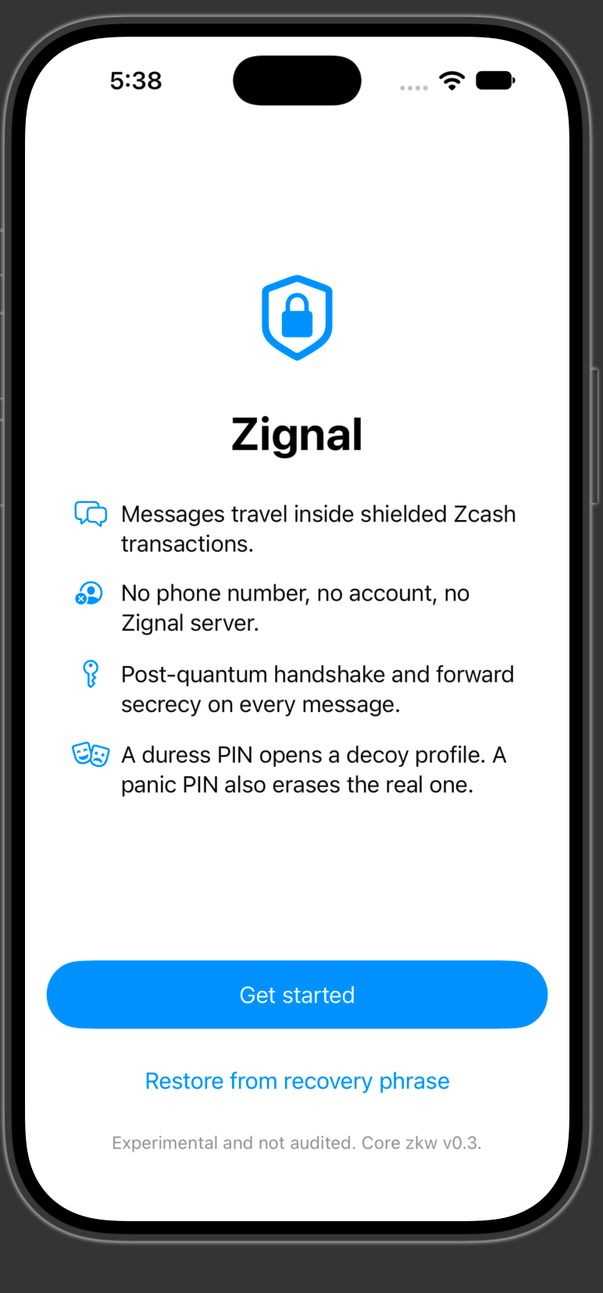 5:38
Zignal
Messages travel inside shielded Zcash
transactions.
No phone number, no account, no
Zignal server.
Post-quantum handshake and forward
secrecy on every message.
A duress PIN opens a decoy profile. A
panic PIN also erases the real one.
Get started
Restore from recovery phrase
Experimental and not audited. Core zkw v0.3.